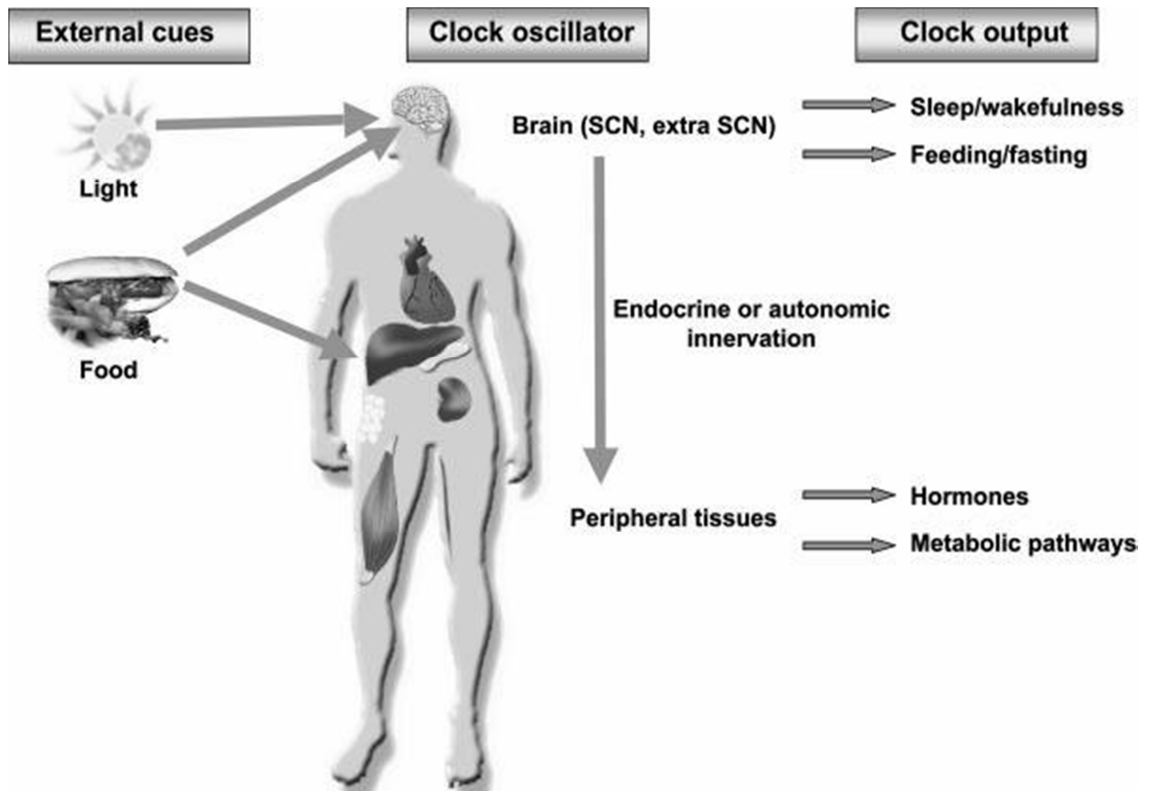 External cues
Clock oscillator
Clock output
Light
Food
Brain (SCN, extra SCN)
Sleep/wakefulness
Feeding/fasting
Endocrine or autonomic
innervation
Peripheral tissues
Hormones
Metabolic pathways